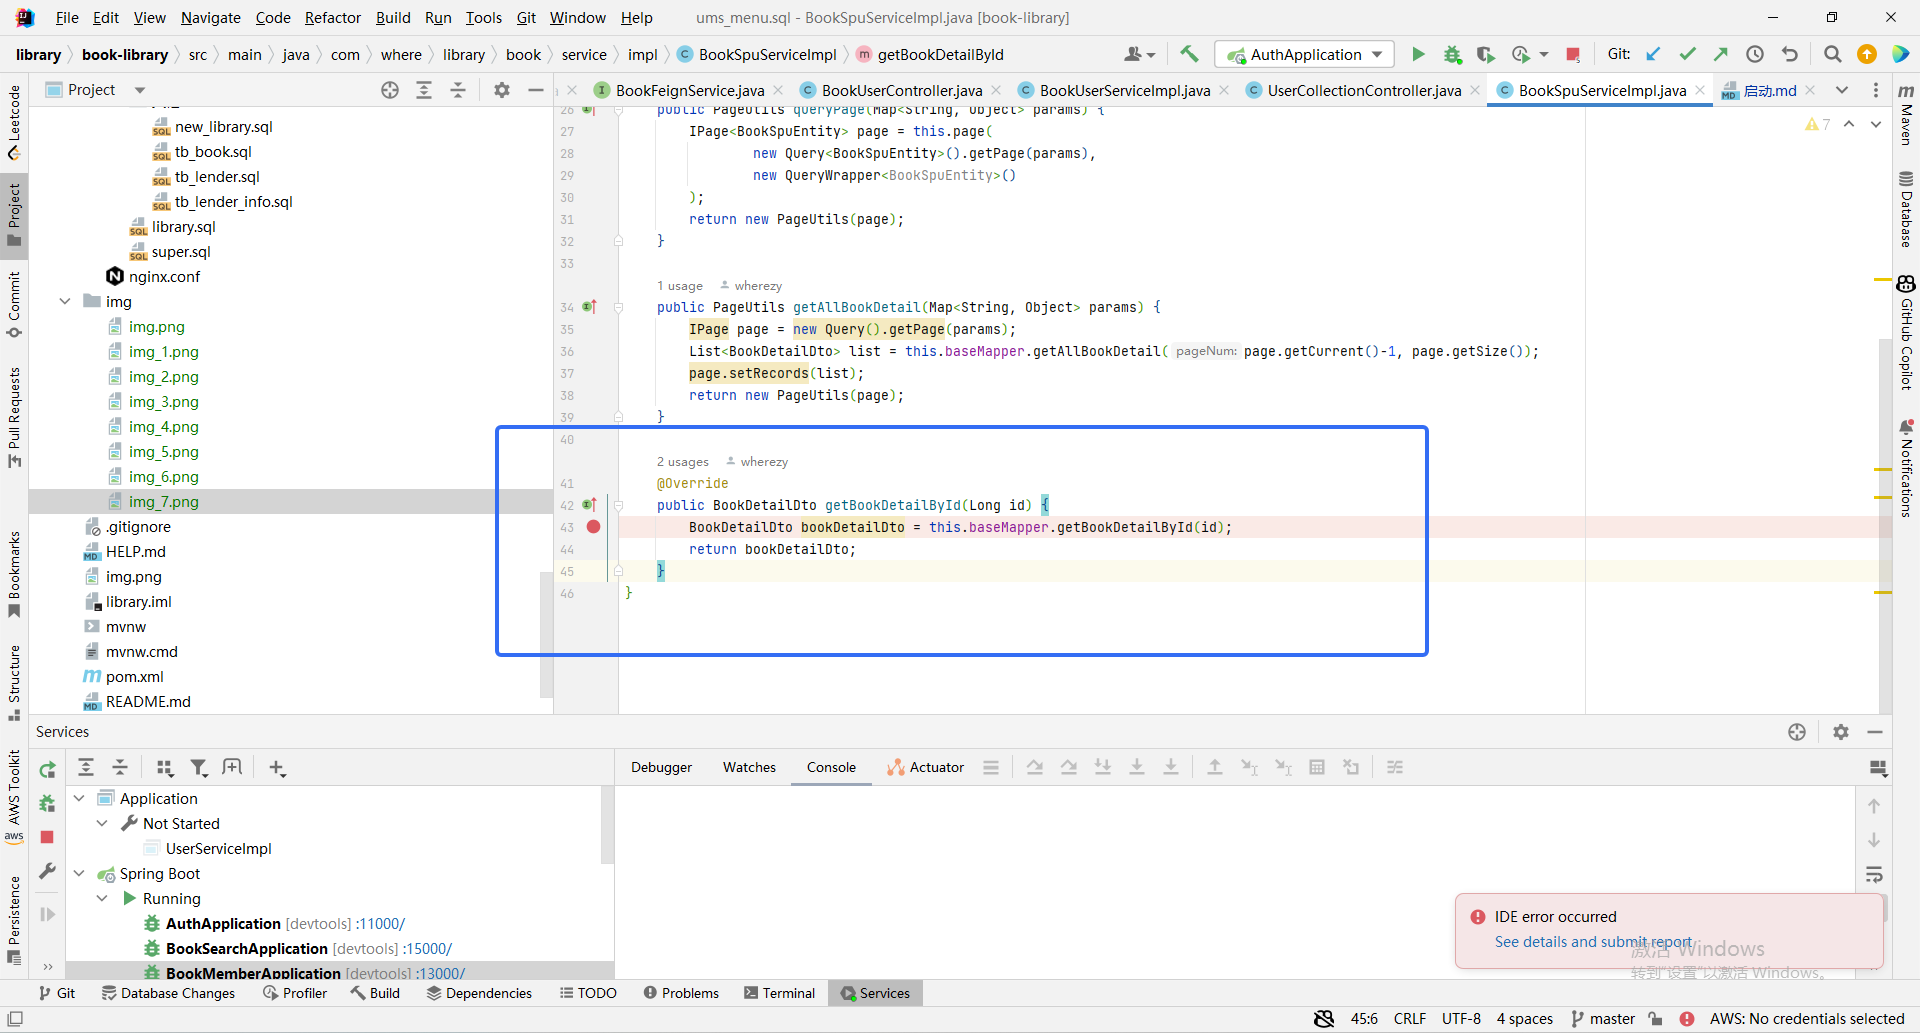 File Edit View Navigate Code Refactor Build Run Tools Git Window Help ums_menu.sql - BookSpuServiceImpl.java [book-library]
library book-library src main java com where library book service impl BookSpuServiceImpl getBookDetailById AuthApplication Git:
Project BookFeignService.java BookUserController.java BookUserServiceImpl.java UserCollectionController.java BookSpuServiceImpl.java 启动.md
Leetcode
Project
Commit
Pull Requests
Bookmarks
Structure
AWS Toolkit
aws
Persistence
new_library.sql
tb_book.sql
tb_lender.sql
tb_lender_info.sql
library.sql
super.sql
nginx.conf
img
img.png
img_1.png
img_2.png
img_3.png
img_4.png
img_5.png
img_6.png
img_7.png
.gitignore
HELP.md
img.png
library.iml
mvnw
mvnw.cmd
pom.xml
README.md
26 public PageUtils queryPage(Map<String, Object> params) {
27 IPage<BookSpuEntity> page = this.page(
28 new Query<BookSpuEntity>().getPage(params),
29 new QueryWrapper<BookSpuEntity>()
30 );
31 return new PageUtils(page);
32 }
33
1 usage wherezy
34 public PageUtils getAllBookDetail(Map<String, Object> params) {
35 IPage page = new Query().getPage(params);
36 List<BookDetailDto> list = this.baseMapper.getAllBookDetail( pageNum: page.getCurrent()-1, page.getSize());
37 page.setRecords(list);
38 return new PageUtils(page);
39 }
40
2 usages wherezy
41 @Override
42 public BookDetailDto getBookDetailById(Long id) {
43 BookDetailDto bookDetailDto = this.baseMapper.getBookDetailById(id);
44 return bookDetailDto;
45 }
46 }
7
Maven
Database
GitHub Copilot
Notifications
Services
Debugger Watches Console Actuator
Application
Not Started
UserServiceImpl
Spring Boot
Running
AuthApplication [devtools] :11000/
BookSearchApplication [devtools] :15000/
BookMemberApplication [devtools] :13000/
IDE error occurred
See details and submit report
激活 Windows
转到"设置"以激活 Windows。
Git Database Changes Profiler Build Dependencies TODO Problems Terminal Services
45:6 CRLF UTF-8 4 spaces master AWS: No credentials selected